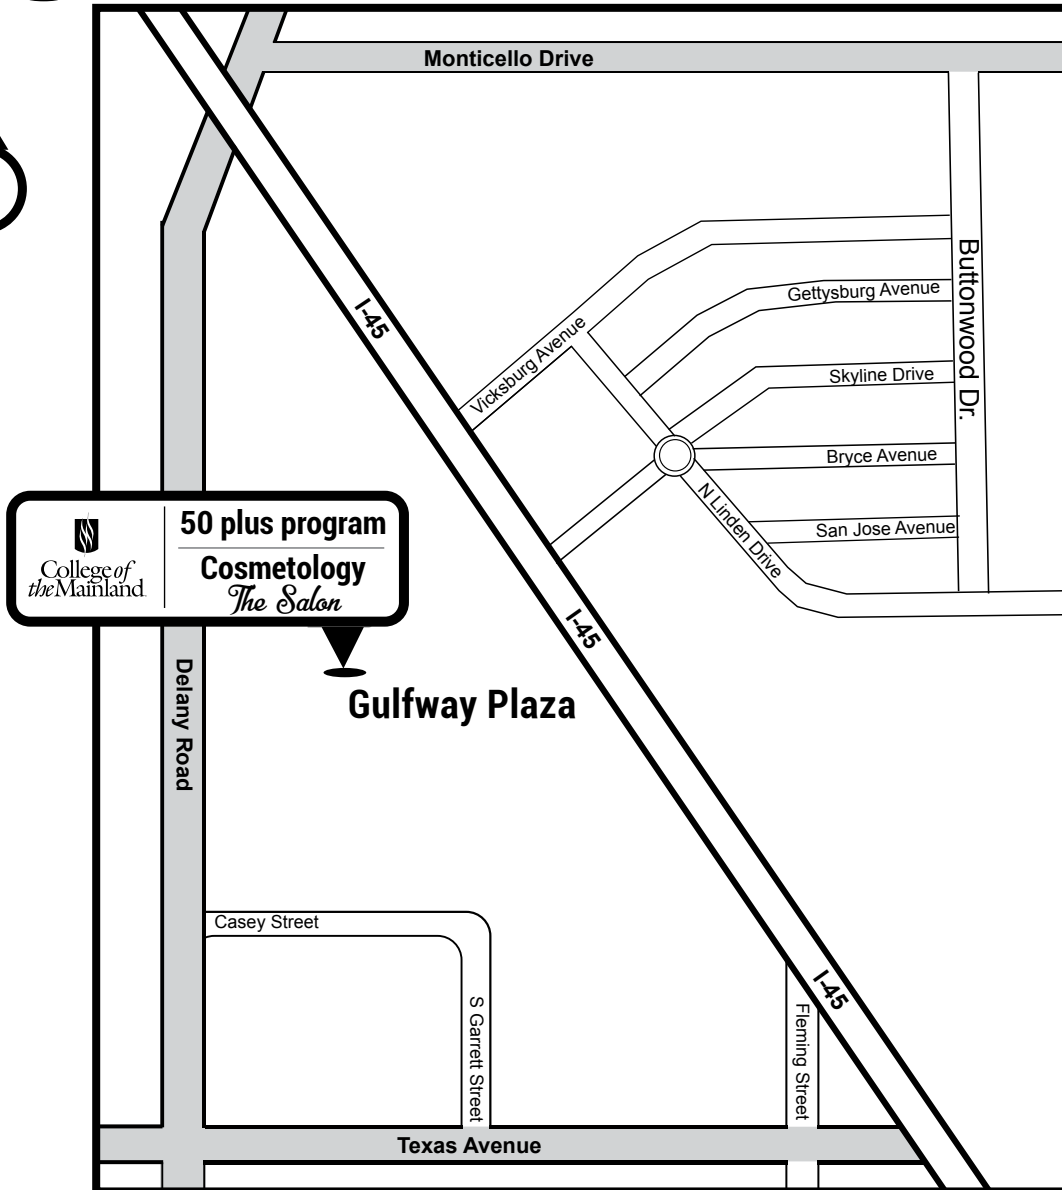 Monticello Drive
I-45
Buttonwood Dr.
Gettysburg Avenue
Vicksburg Avenue
Skyline Drive
Bryce Avenue
N Linden Drive
San Jose Avenue
College of
the Mainland
50 plus program
Cosmetology
The Salon
I-45
Delany Road
Gulfway Plaza
Casey Street
I-45
S Garrett Street
Fleming Street
Texas Avenue